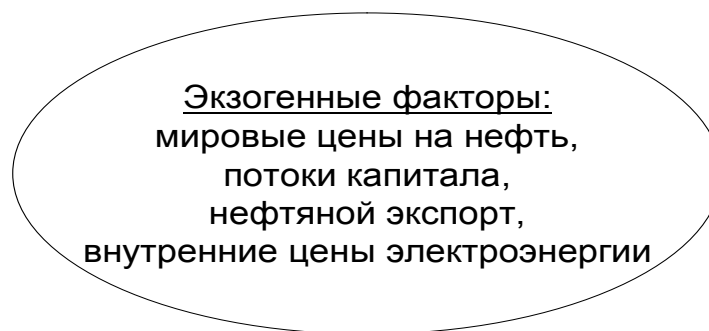 Экзогенные факторы:
мировые цены на нефть,
потоки капитала,
нефтяной экспорт,
внутренние цены электроэнергии